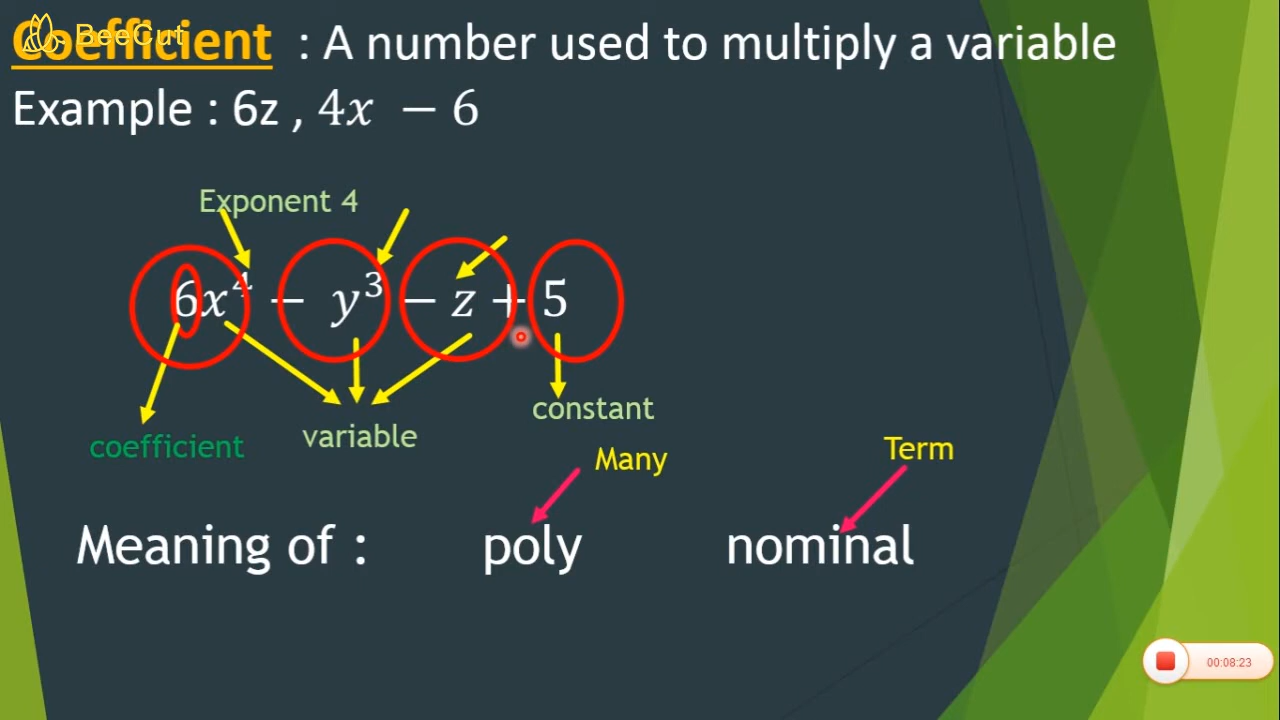 BeeCut
Coefficient : A number used to multiply a variable
Example : 6z , 4x − 6
Exponent 4
6x⁴ − y³ − z + 5
constant
variable
coefficient
Many
Term
Meaning of : poly nominal
00:08:23